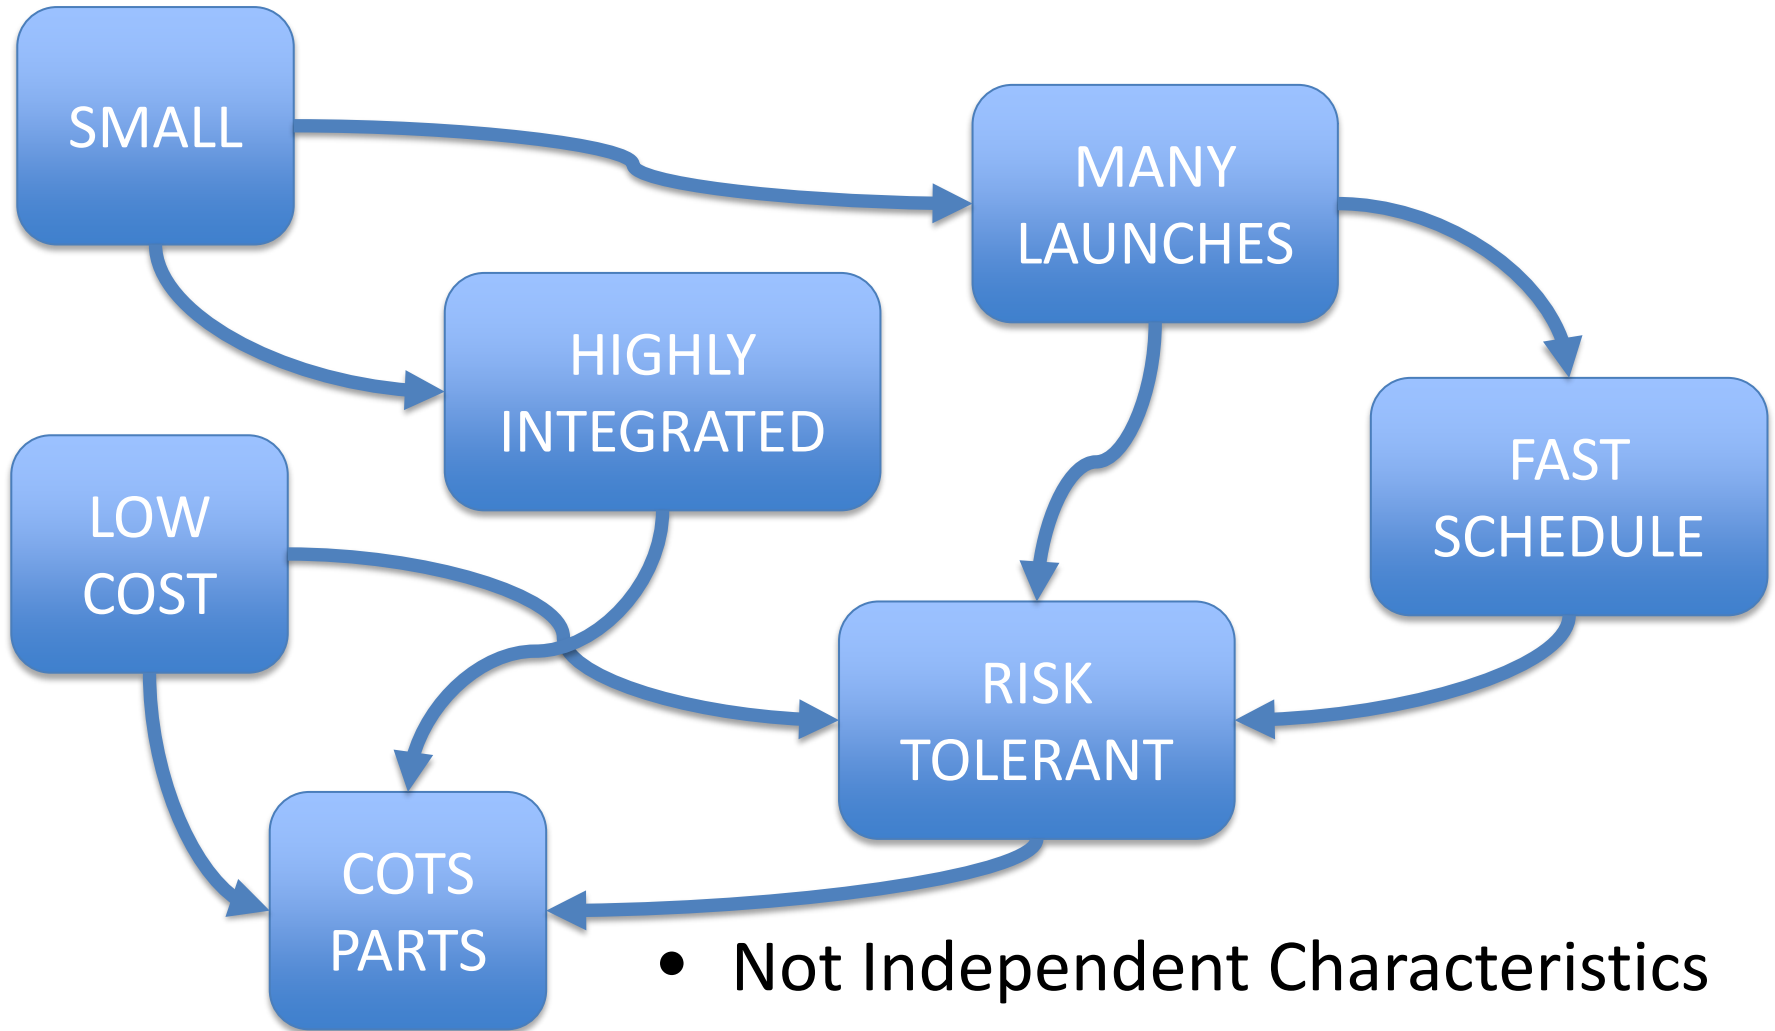 SMALL
MANY
LAUNCHES
HIGHLY
INTEGRATED
FAST
SCHEDULE
LOW
COST
RISK
TOLERANT
COTS
PARTS
• Not Independent Characteristics